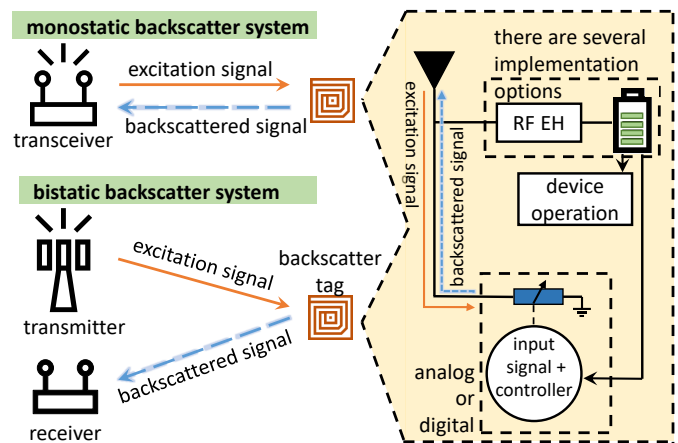 monostatic backscatter system
excitation signal
backscattered signal
transceiver
bistatic backscatter system
excitation signal
backscatter
tag
transmitter
backscattered signal
receiver
there are several
implementation
options
RF EH
device
operation
excitation signal
backscattered signal
input
signal +
controller
analog
or
digital